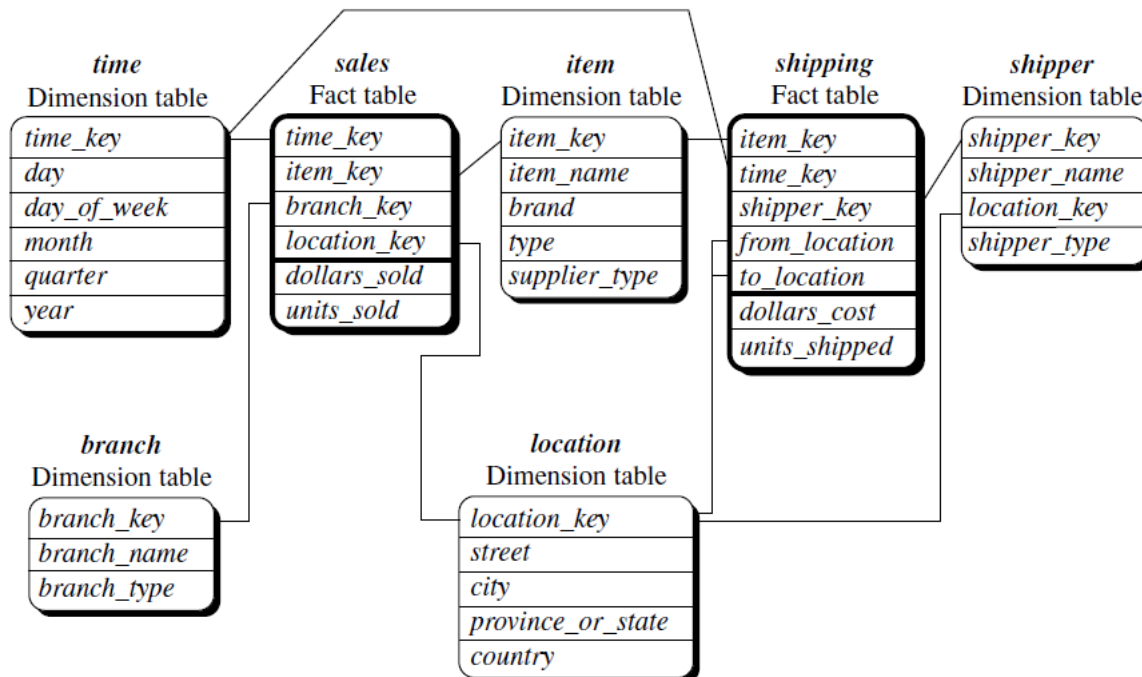 time
Dimension table
time_key
day
day_of_week
month
quarter
year
sales
Fact table
time_key
item_key
branch_key
location_key
dollars_sold
units_sold
item
Dimension table
item_key
item_name
brand
type
supplier_type
shipping
Fact table
item_key
time_key
shipper_key
from_location
to_location
dollars_cost
units_shipped
shipper
Dimension table
shipper_key
shipper_name
location_key
shipper_type
branch
Dimension table
branch_key
branch_name
branch_type
location
Dimension table
location_key
street
city
province_or_state
country